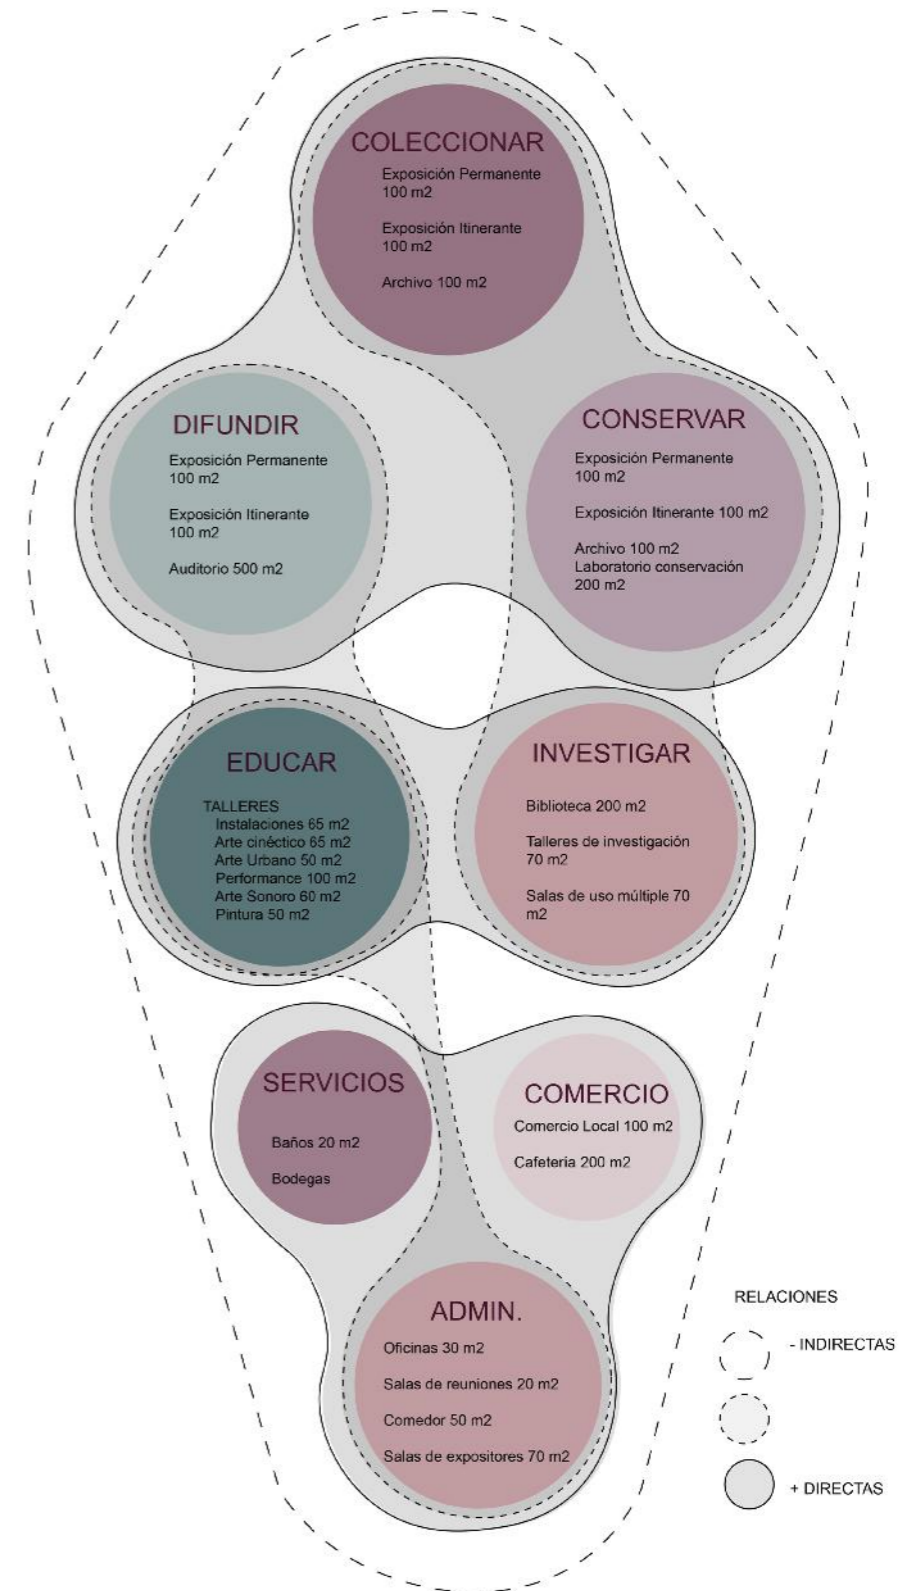 COLECCIONAR
Exposición Permanente
100 m2
Exposición Itinerante
100 m2
Archivo 100 m2
DIFUNDIR
Exposición Permanente
100 m2
Exposición Itinerante
100 m2
Auditorio 500 m2
CONSERVAR
Exposición Permanente
100 m2
Exposición Itinerante 100 m2
Archivo 100 m2
Laboratorio conservación
200 m2
EDUCAR
TALLERES
Instalaciones 65 m2
Arte cinéctico 65 m2
Arte Urbano 50 m2
Performance 100 m2
Arte Sonoro 60 m2
Pintura 50 m2
INVESTIGAR
Biblioteca 200 m2
Talleres de investigación
70 m2
Salas de uso múltiple 70
m2
SERVICIOS
Baños 20 m2
Bodegas
COMERCIO
Comercio Local 100 m2
Cafetería 200 m2
ADMIN.
Oficinas 30 m2
Salas de reuniones 20 m2
Comedor 50 m2
Salas de expositores 70 m2
RELACIONES
- INDIRECTAS
+ DIRECTAS